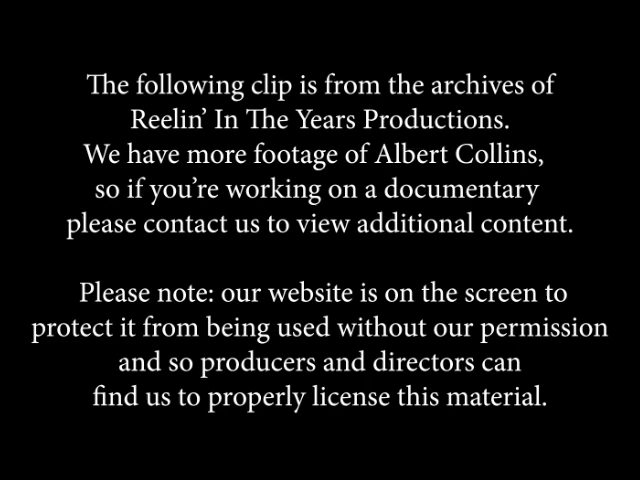 The following clip is from the archives of
Reelin’ In The Years Productions.
We have more footage of Albert Collins,
so if you’re working on a documentary
please contact us to view additional content.
Please note: our website is on the screen to
protect it from being used without our permission
and so producers and directors can
find us to properly license this material.